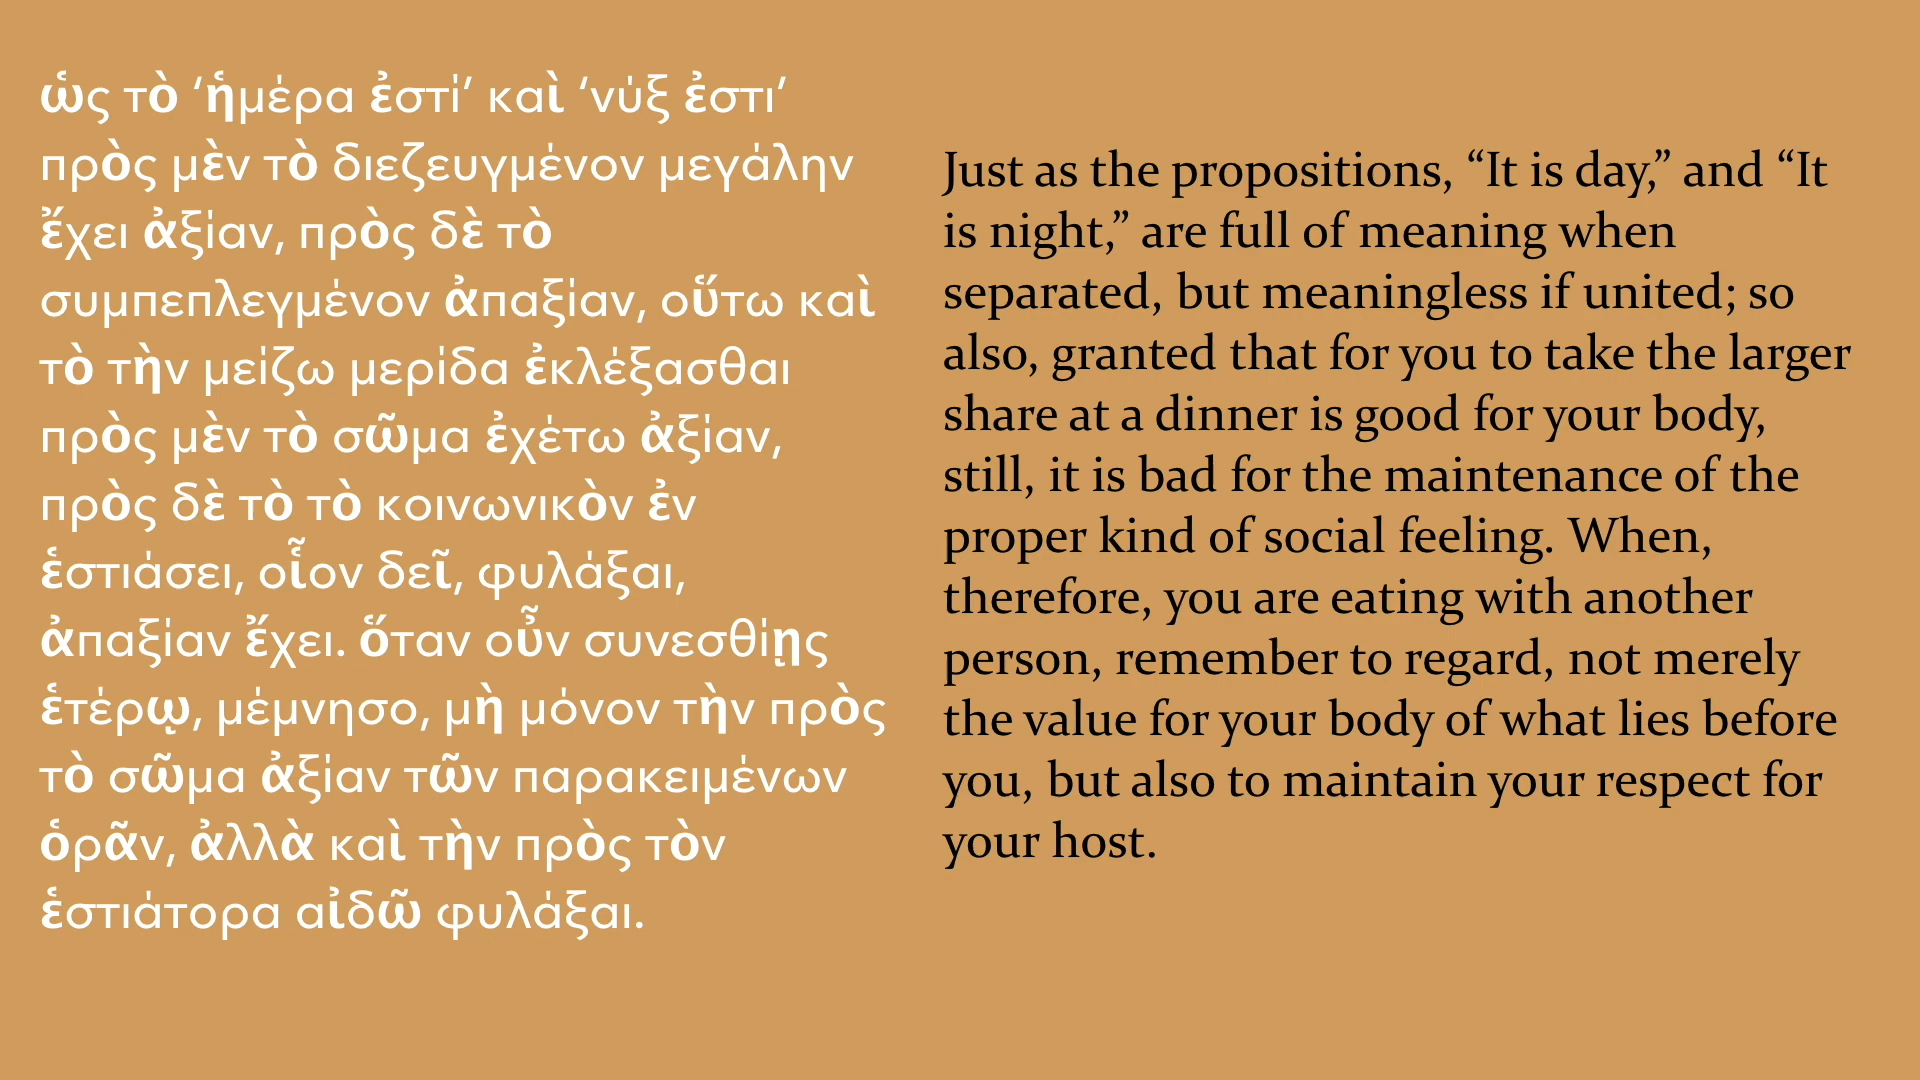 ὡς τὸ ‘ἡμέρα ἐστί’ καὶ ‘νύξ ἐστι’
πρὸς μὲν τὸ διεζευγμένον μεγάλην
ἔχει ἀξίαν, πρὸς δὲ τὸ
συμπεπλεγμένον ἀπαξίαν, οὕτω καὶ
τὸ τὴν μείζω μερίδα ἐκλέξασθαι
πρὸς μὲν τὸ σῶμα ἐχέτω ἀξίαν,
πρὸς δὲ τὸ τὸ κοινωνικὸν ἐν
ἑστιάσει, οἷον δεῖ, φυλάξαι,
ἀπαξίαν ἔχει. ὅταν οὖν συνεσθίῃς
ἑτέρῳ, μέμνησο, μὴ μόνον τὴν πρὸς
τὸ σῶμα ἀξίαν τῶν παρακειμένων
ὁρᾶν, ἀλλὰ καὶ τὴν πρὸς τὸν
ἑστιάτορα αἰδῶ φυλάξαι.
Just as the propositions, “It is day,” and “It
is night,” are full of meaning when
separated, but meaningless if united; so
also, granted that for you to take the larger
share at a dinner is good for your body,
still, it is bad for the maintenance of the
proper kind of social feeling. When,
therefore, you are eating with another
person, remember to regard, not merely
the value for your body of what lies before
you, but also to maintain your respect for
your host.